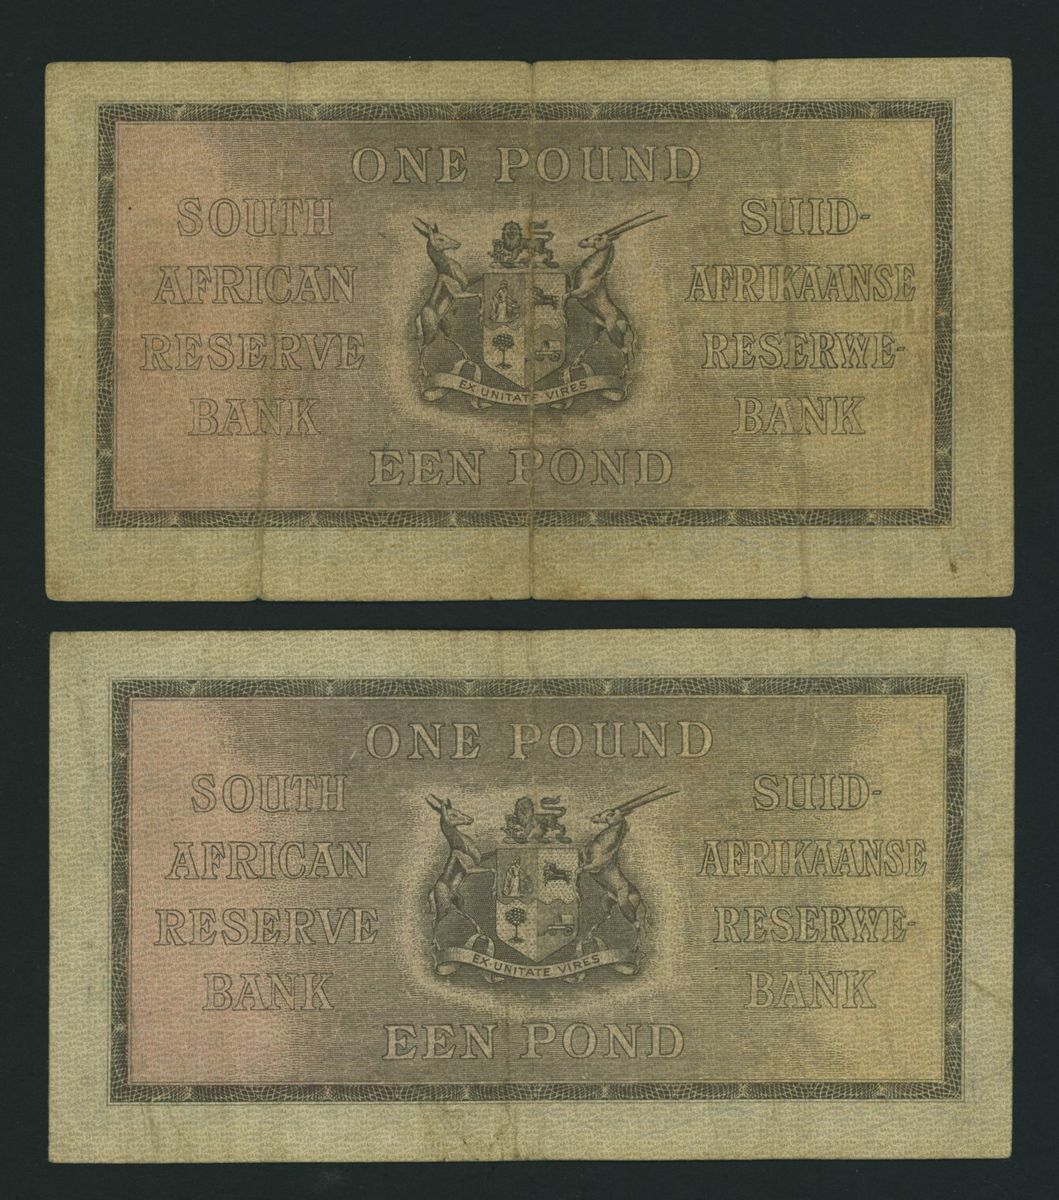 ONE POUND
SOUTH
AFRICAN
RESERVE
BANK
SUID-
AFRIKAANSE
RESERWE-
BANK
EX·UNITATE·VIRES
EEN POND
ONE POUND
SOUTH
AFRICAN
RESERVE
BANK
SUID-
AFRIKAANSE
RESERWE-
BANK
EX·UNITATE VIRES
EEN POND